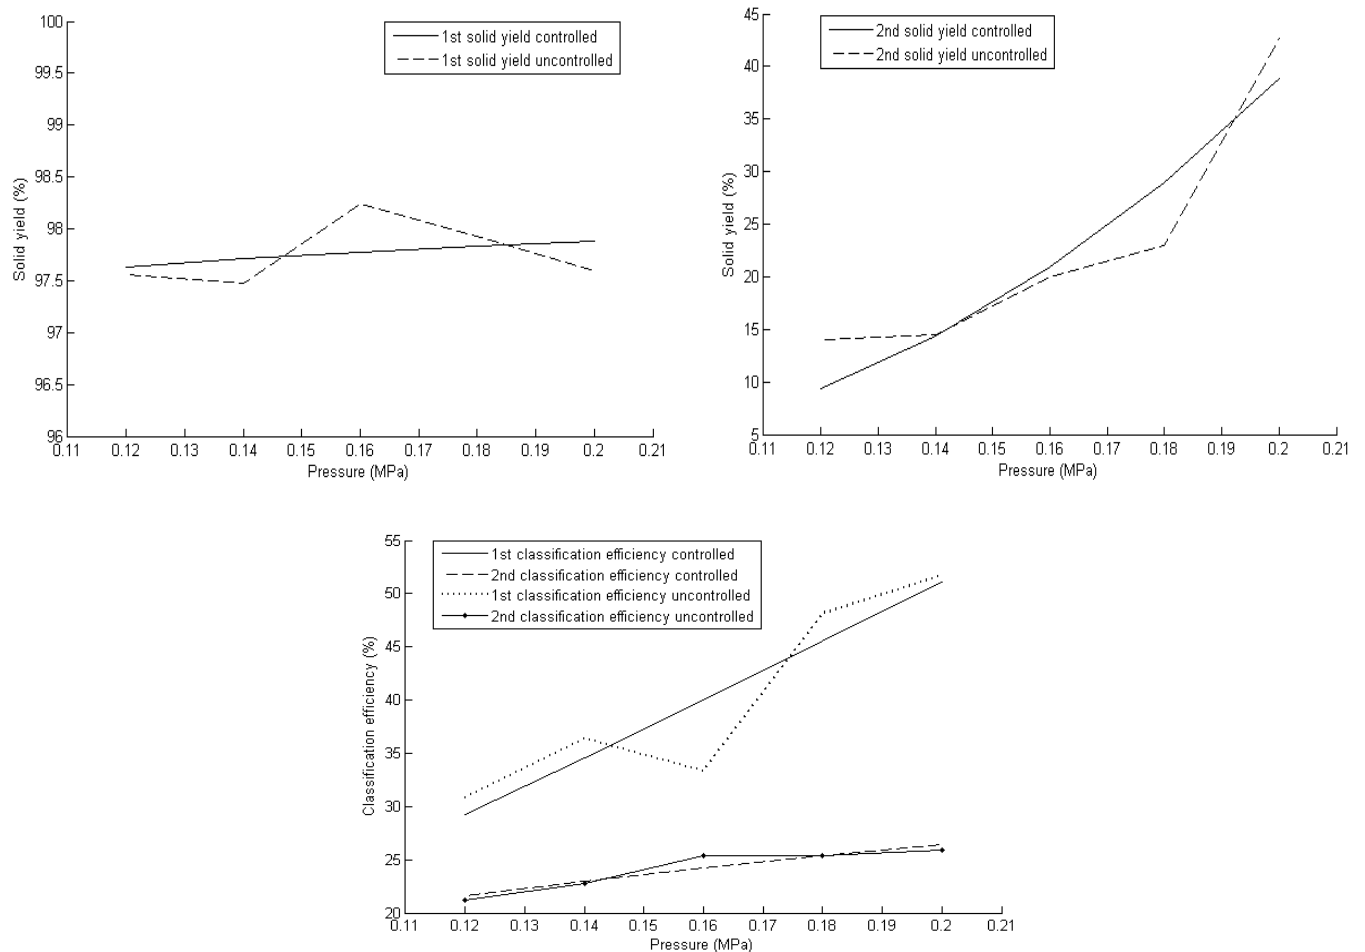 100
99.5
99
98.5
98
97.5
97
96.5
96
Solid yield (%)
1st solid yield controlled
1st solid yield uncontrolled
0.11 0.12 0.13 0.14 0.15 0.16 0.17 0.18 0.19 0.2 0.21
Pressure (MPa)
45
40
35
30
25
20
15
10
5
Solid yield (%)
2nd solid yield controlled
2nd solid yield uncontrolled
0.11 0.12 0.13 0.14 0.15 0.16 0.17 0.18 0.19 0.2 0.21
Pressure (MPa)
55
50
45
40
35
30
25
20
Classification efficiency (%)
1st classification efficiency controlled
2nd classification efficiency controlled
1st classification efficiency uncontrolled
2nd classification efficiency uncontrolled
0.11 0.12 0.13 0.14 0.15 0.16 0.17 0.18 0.19 0.2 0.21
Pressure (MPa)